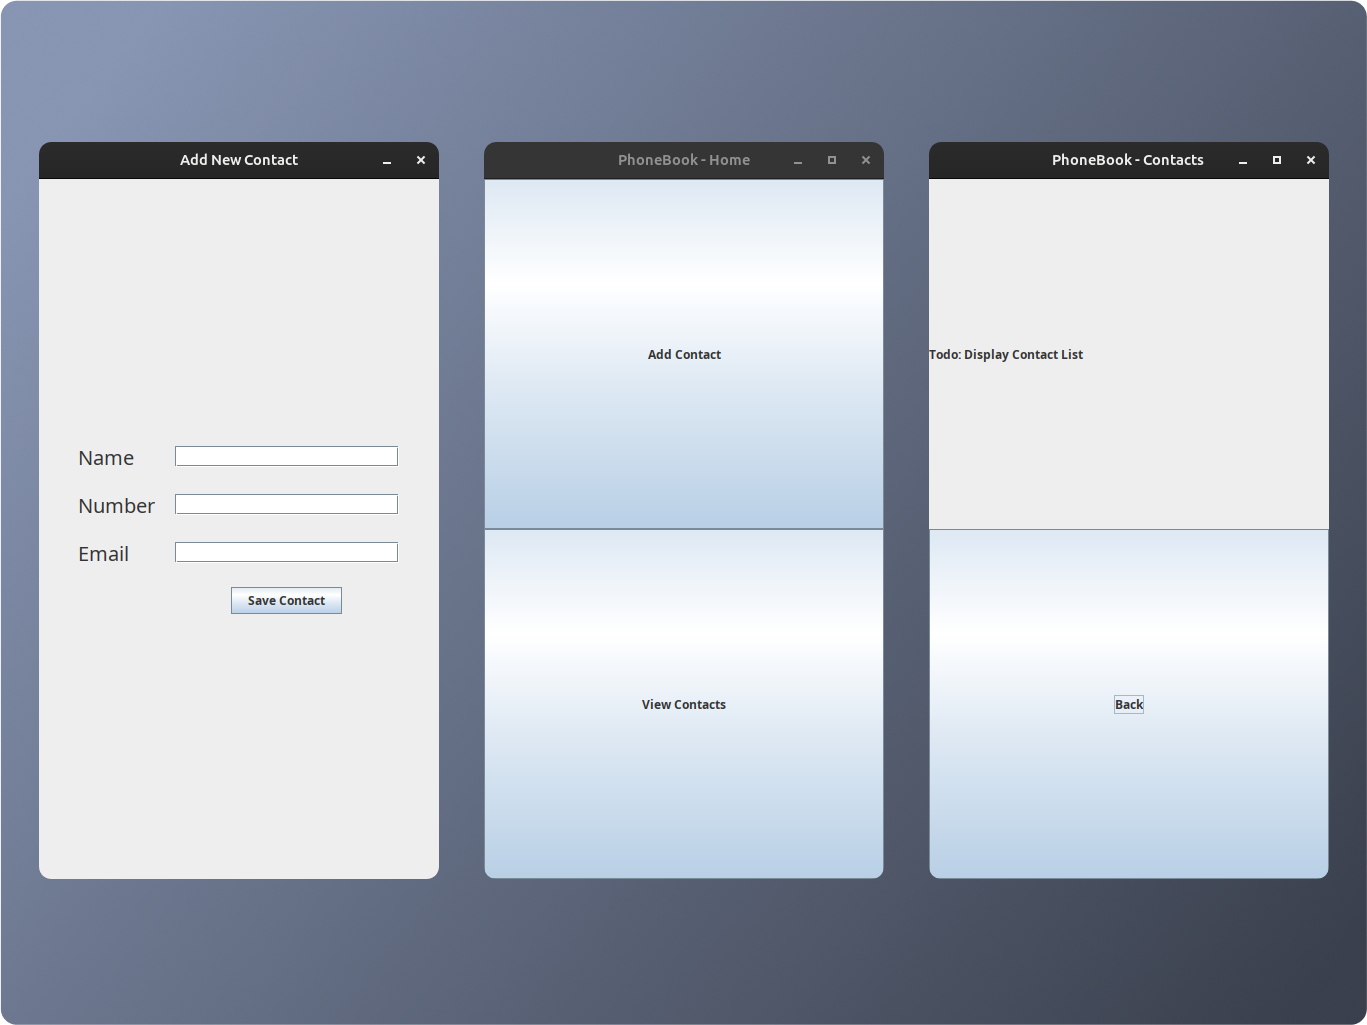 Add New Contact
Name
Number
Email
Save Contact
PhoneBook - Home
Add Contact
View Contacts
PhoneBook - Contacts
Todo: Display Contact List
Back